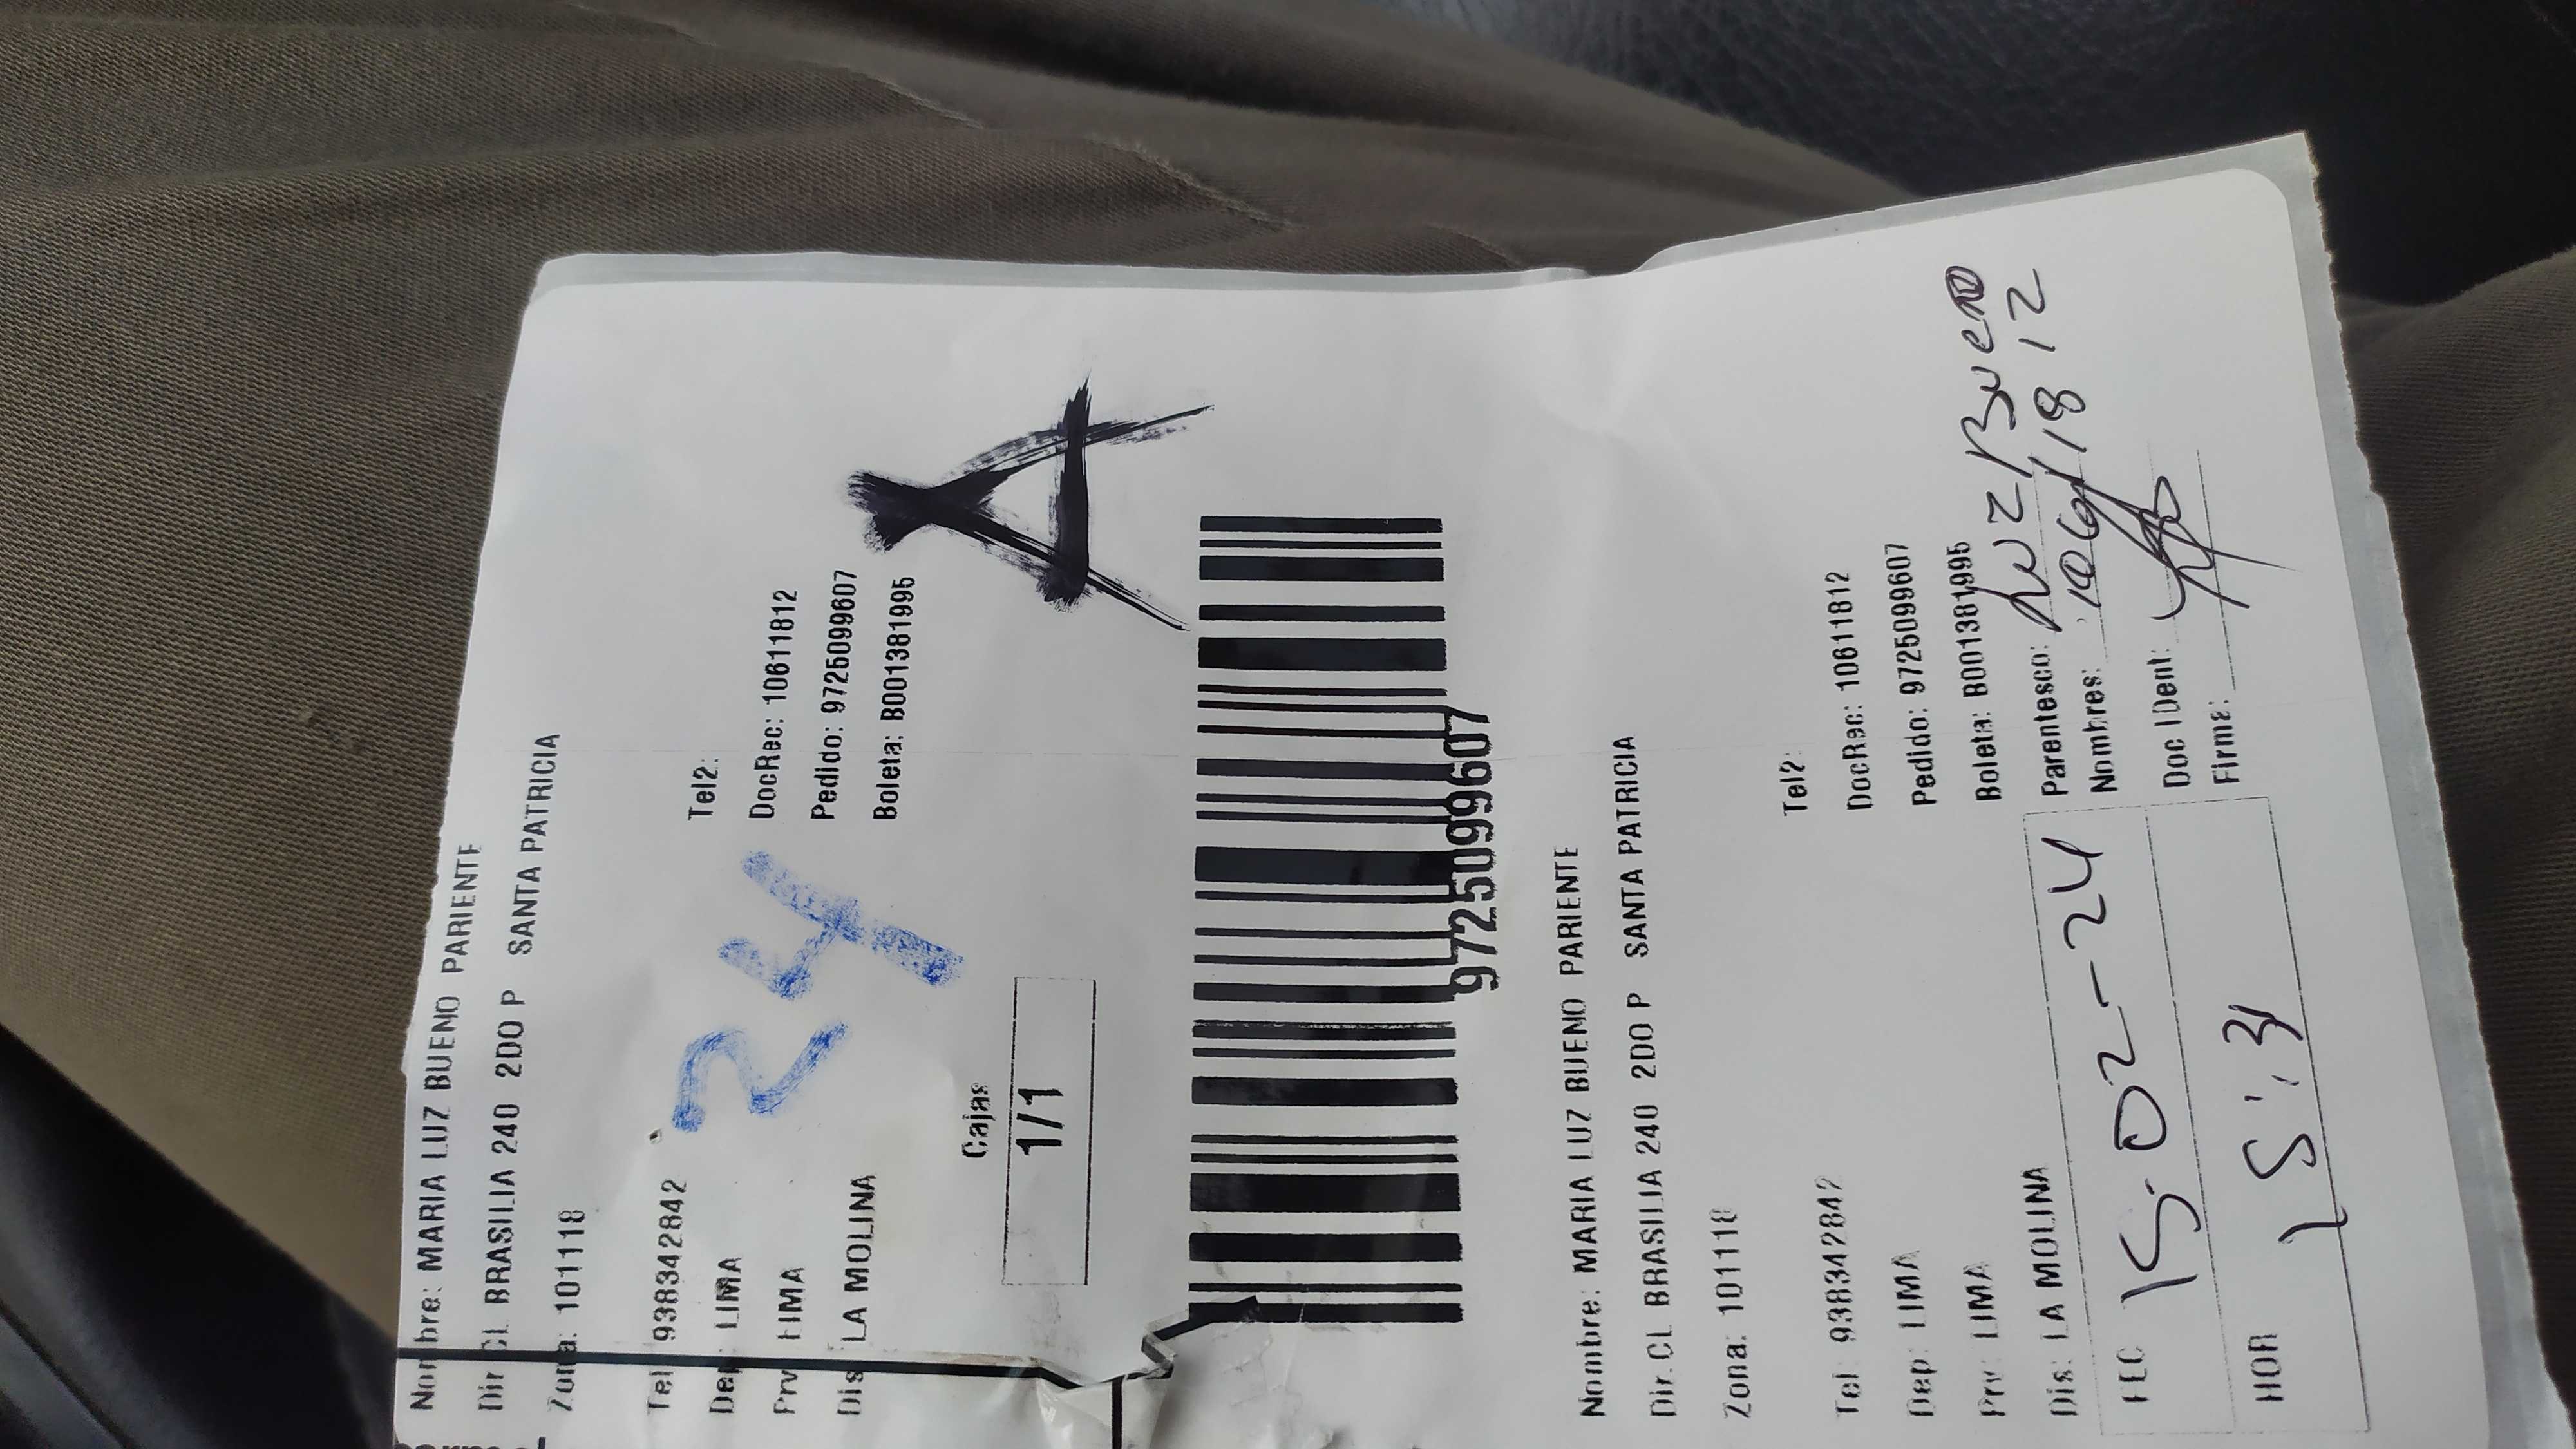 Nombre: MARIA LUZ BUENO PARIENTE
Dir CL BRASILIA 240 2DO P SANTA PATRICIA
Zona: 101118
Tel 938342842
Tel2:
Dep LIMA
DocRec: 10611812
Prv LIMA
Pedido: 9725099607
Dis LA MOLINA
Boleta: B001381995
24
A
Cajas
1/1
9725099607
Nombre: MARIA LUZ BUENO PARIENTE
Dir. CL BRASILIA 240 2DO P SANTA PATRICIA
Zona: 101118
Tel 938342842
Tel2:
Dep: LIMA
DocRec: 10611812
Prv: LIMA
Pedido: 9725099607
Dis: LA MOLINA
Boleta: B001381995
FEC 15-02-24
Parentesco: Luz Bueno
Nombres: 10611812
HOR
Doc IDent:
Firma: